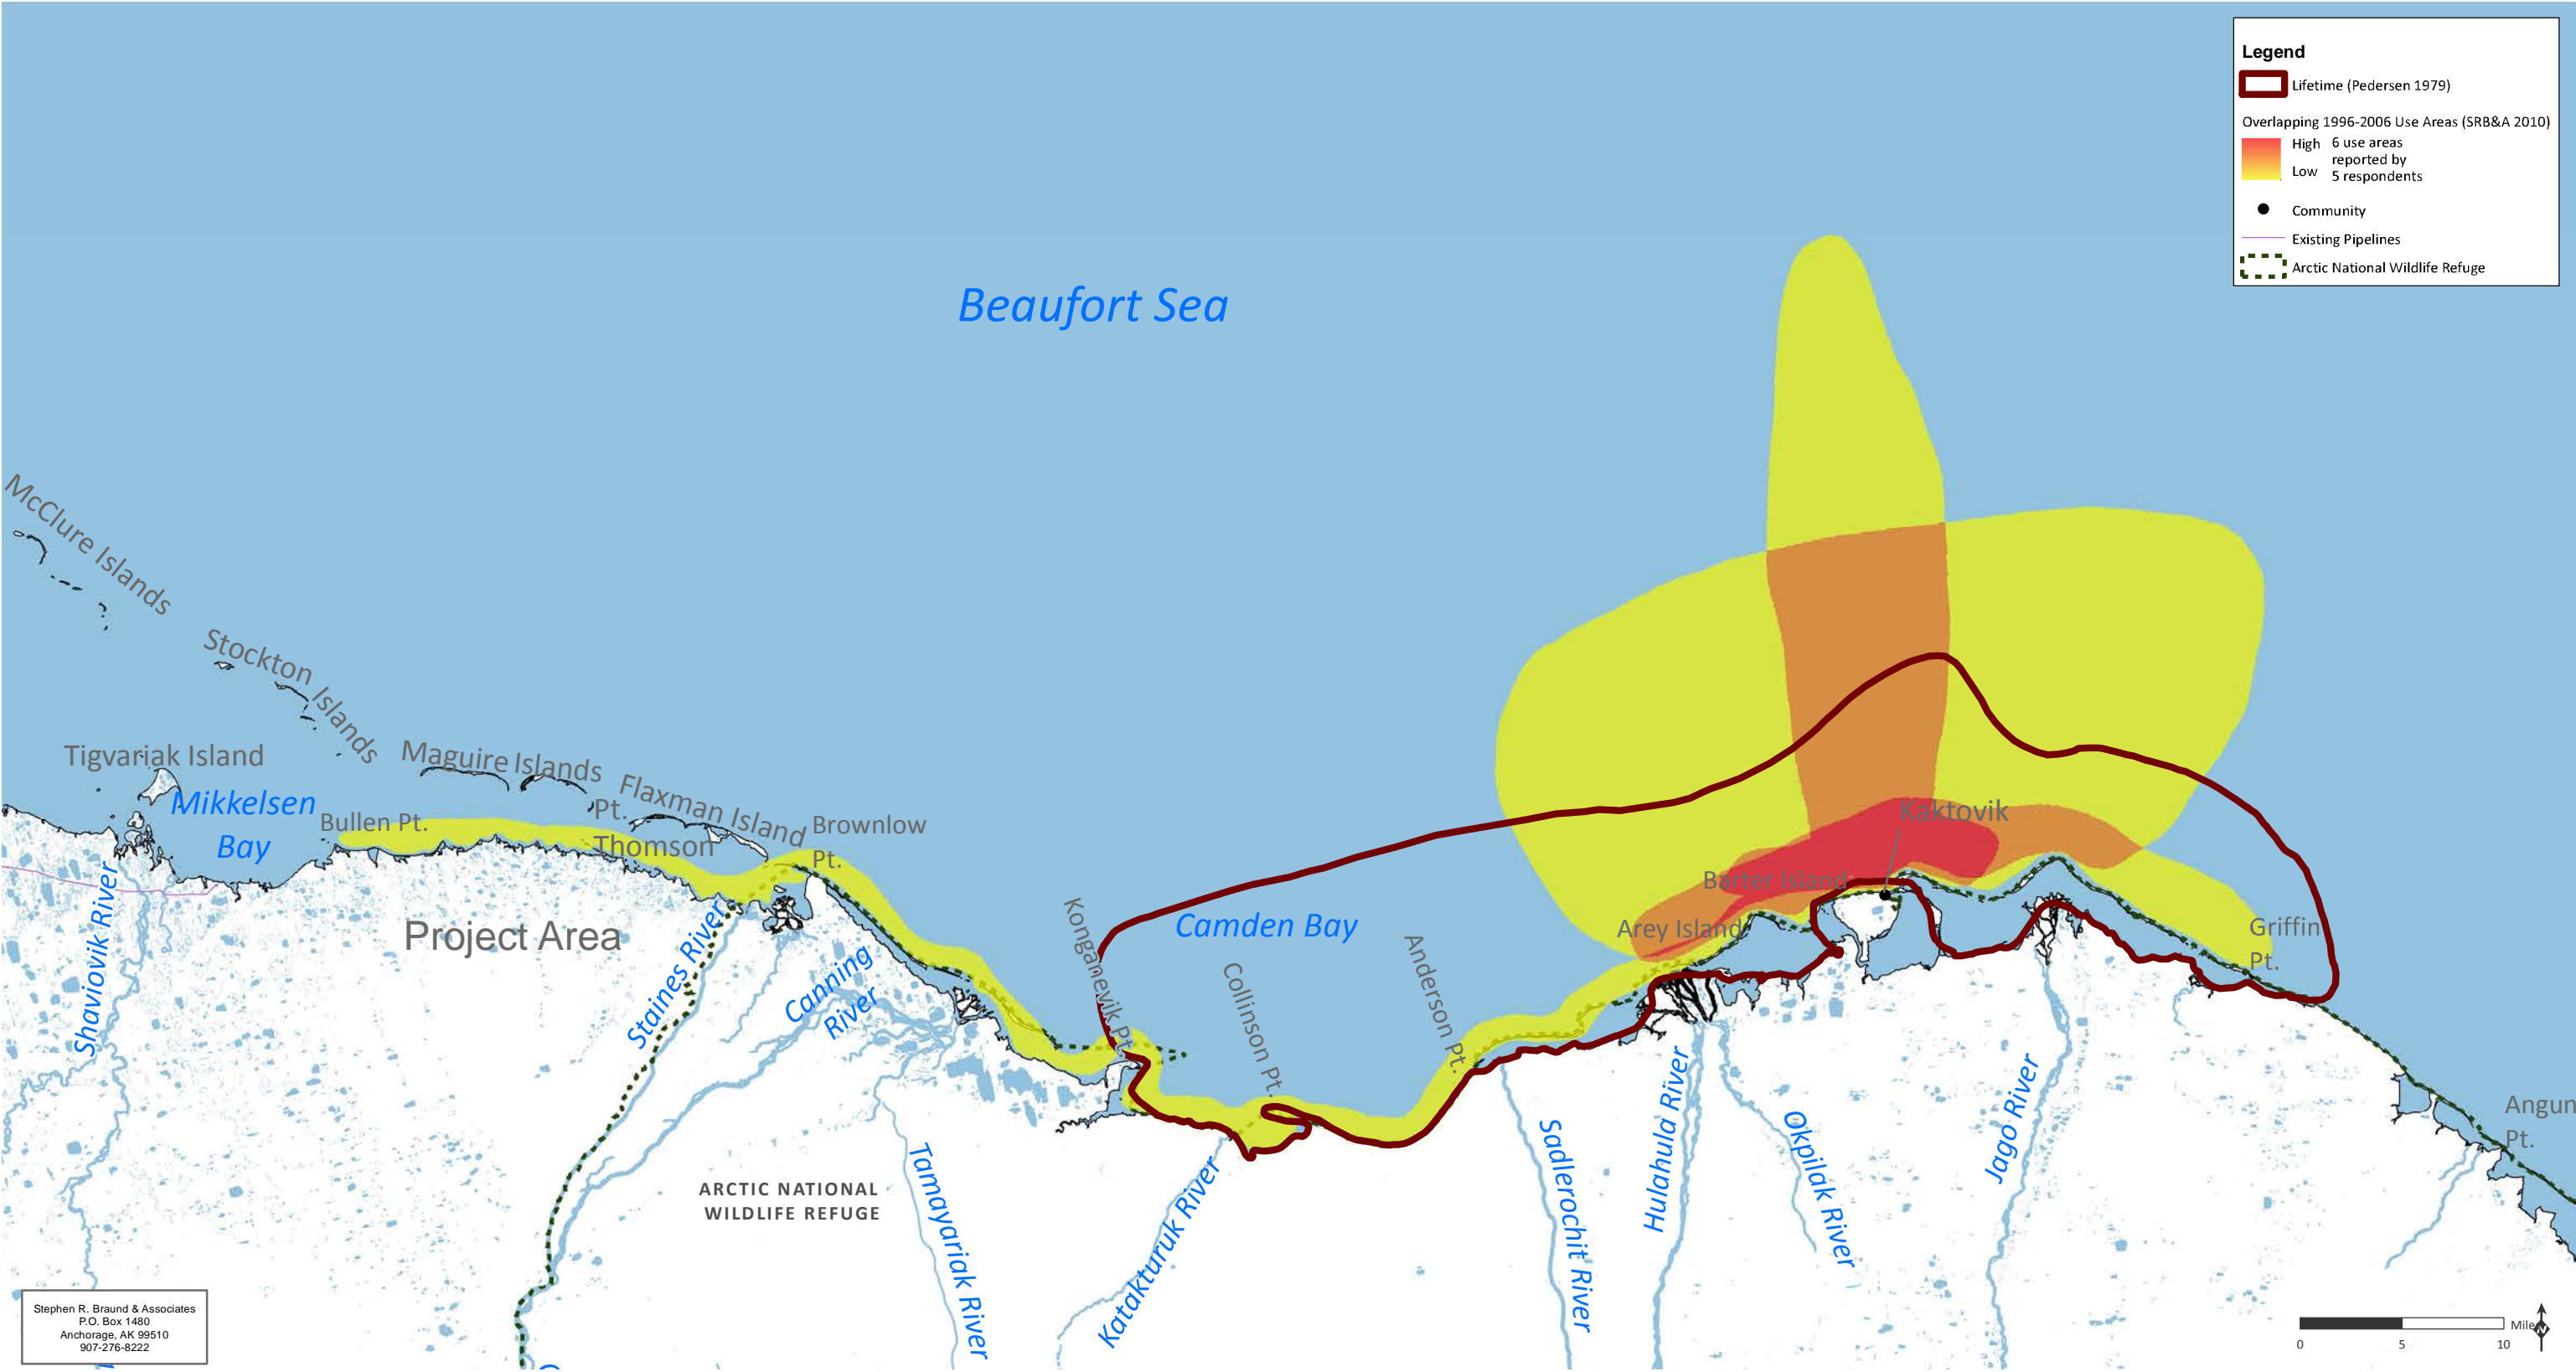 Legend
Lifetime (Pedersen 1979)
Overlapping 1996-2006 Use Areas (SRB&A 2010)
High 6 use areas
reported by
Low 5 respondents
Community
Existing Pipelines
Arctic National Wildlife Refuge
Beaufort Sea
McClure Islands
Stockton Islands
Tigvariak Island
Maguire Islands
Flaxman Island
Mikkelsen
Bay
Bullen Pt.
Pt.
Thomson
Brownlow
Pt.
Kaktovik
Barter Island
Arey Island
Griffin
Pt.
Camden Bay
Konganevik Pt.
Collinson Pt.
Anderson Pt.
Project Area
Shaviovik River
Staines River
Canning
River
Tamayariak River
Katakturuk River
Sadlerochit River
Hulahula River
Okpilak River
Jago River
Angun
Pt.
ARCTIC NATIONAL
WILDLIFE REFUGE
Stephen R. Braund & Associates
P.O. Box 1480
Anchorage, AK 99510
907-276-8222
0 5 10
N